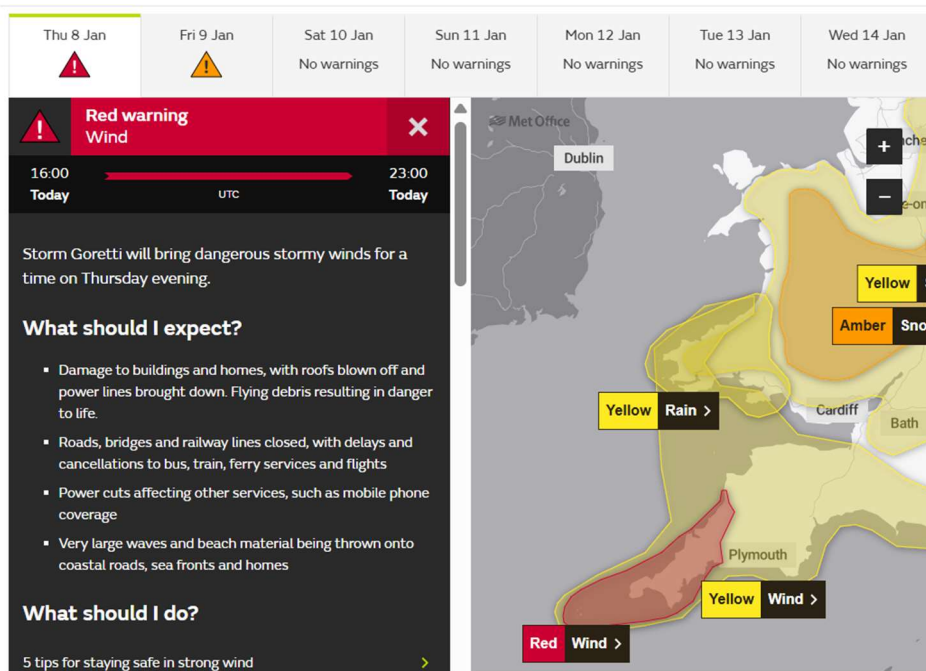 Thu 8 Jan
Fri 9 Jan
Sat 10 Jan
Sun 11 Jan
Mon 12 Jan
Tue 13 Jan
Wed 14 Jan
No warnings
No warnings
No warnings
No warnings
No warnings
Red warning
Wind
16:00
23:00
Today
UTC
Today
Storm Goretti will bring dangerous stormy winds for a
time on Thursday evening.
What should I expect?
Damage to buildings and homes, with roofs blown off and
power lines brought down. Flying debris resulting in danger
to life.
Roads, bridges and railway lines closed, with delays and
cancellations to bus, train, ferry services and flights
Power cuts affecting other services, such as mobile phone
coverage
Very large waves and beach material being thrown onto
coastal roads, sea fronts and homes
What should I do?
5 tips for staying safe in strong wind
Met Office
Dublin
+
−
Yellow
Amber Sno
Yellow Rain
Cardiff
Bath
Plymouth
Yellow Wind
Red Wind